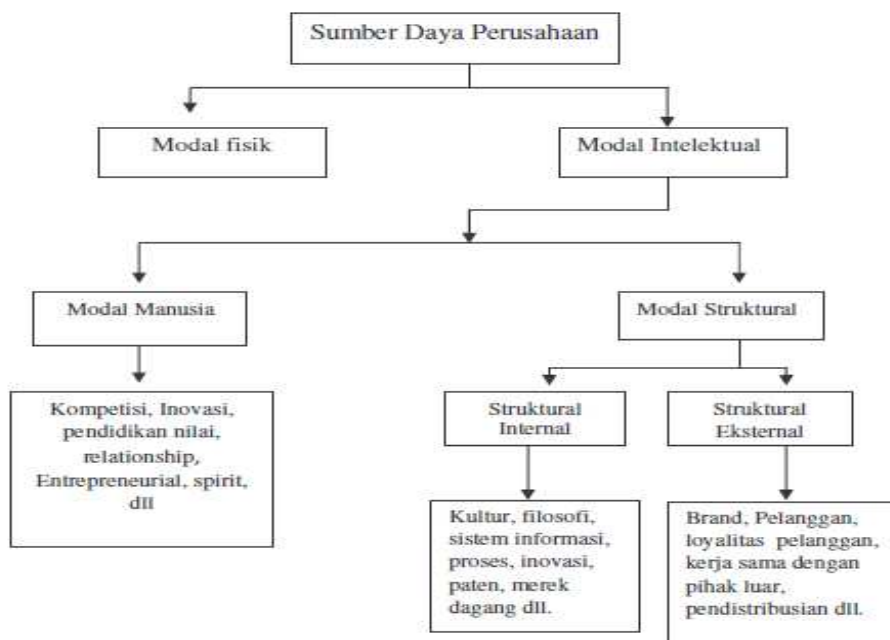 Sumber Daya Perusahaan
Modal fisik
Modal Intelektual
Modal Manusia
Modal Struktural
Kompetisi, Inovasi,
pendidikan nilai,
relationship,
Entrepreneurial, spirit,
dll
Struktural
Internal
Struktural
Eksternal
Kultur, filosofi,
sistem informasi,
proses, inovasi,
paten, merek
dagang dll.
Brand, Pelanggan,
loyalitas pelanggan,
kerja sama dengan
pihak luar,
pendistribusian dll.